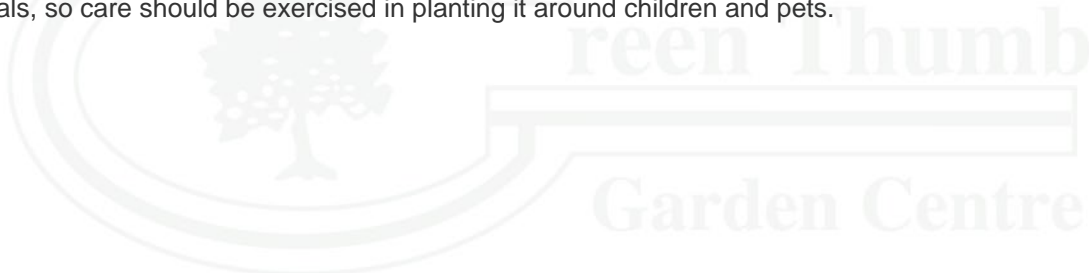 als, so care should be exercised in planting it around children and pets.
reen Thumb
Garden Centre